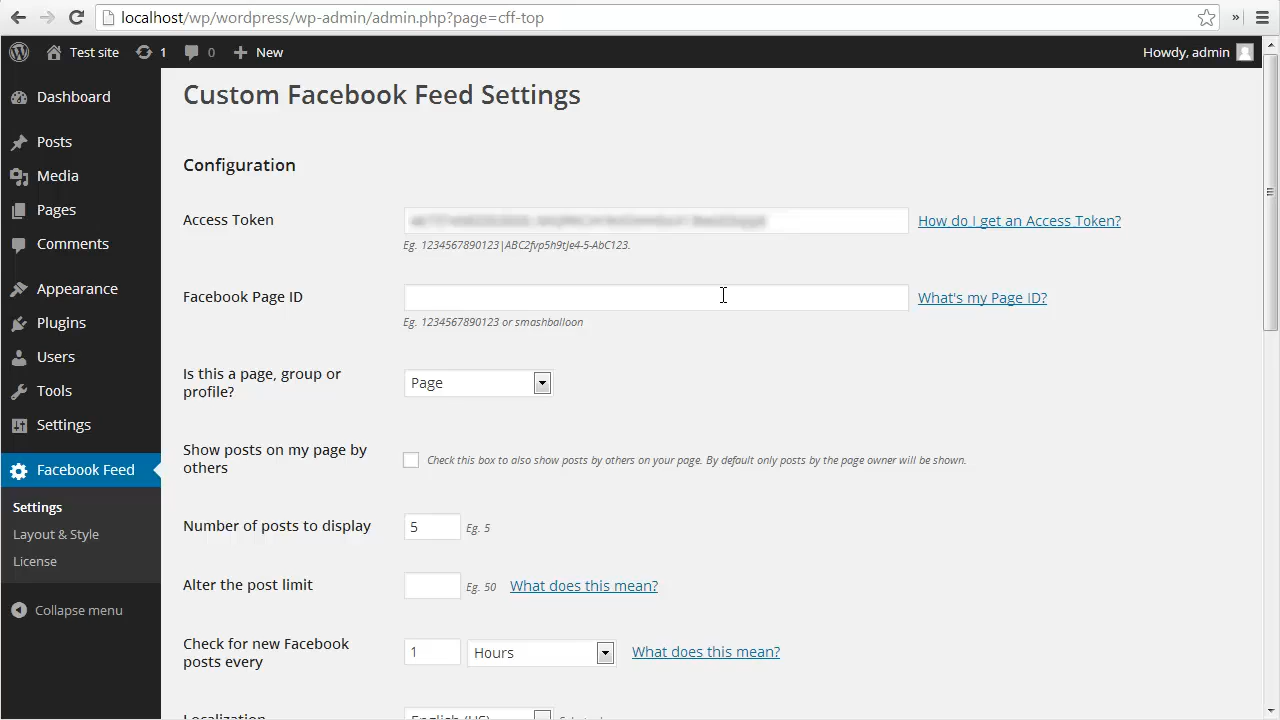 localhost/wp/wordpress/wp-admin/admin.php?page=cff-top
»
Test site
1
0
New
Howdy, admin
Dashboard
Posts
Media
Pages
Comments
Appearance
Plugins
Users
Tools
Settings
Facebook Feed
Settings
Layout & Style
License
Collapse menu
Custom Facebook Feed Settings
Configuration
Access Token
How do I get an Access Token?
Eg. 1234567890123|ABC2fvp5h9tJe4-5-AbC123.
Facebook Page ID
What's my Page ID?
Eg. 1234567890123 or smashballoon
Is this a page, group or
profile?
Page
Show posts on my page by
others
Check this box to also show posts by others on your page. By default only posts by the page owner will be shown.
Number of posts to display
5
Eg. 5
Alter the post limit
Eg. 50
What does this mean?
Check for new Facebook
posts every
1
Hours
What does this mean?
Localization
English (US)